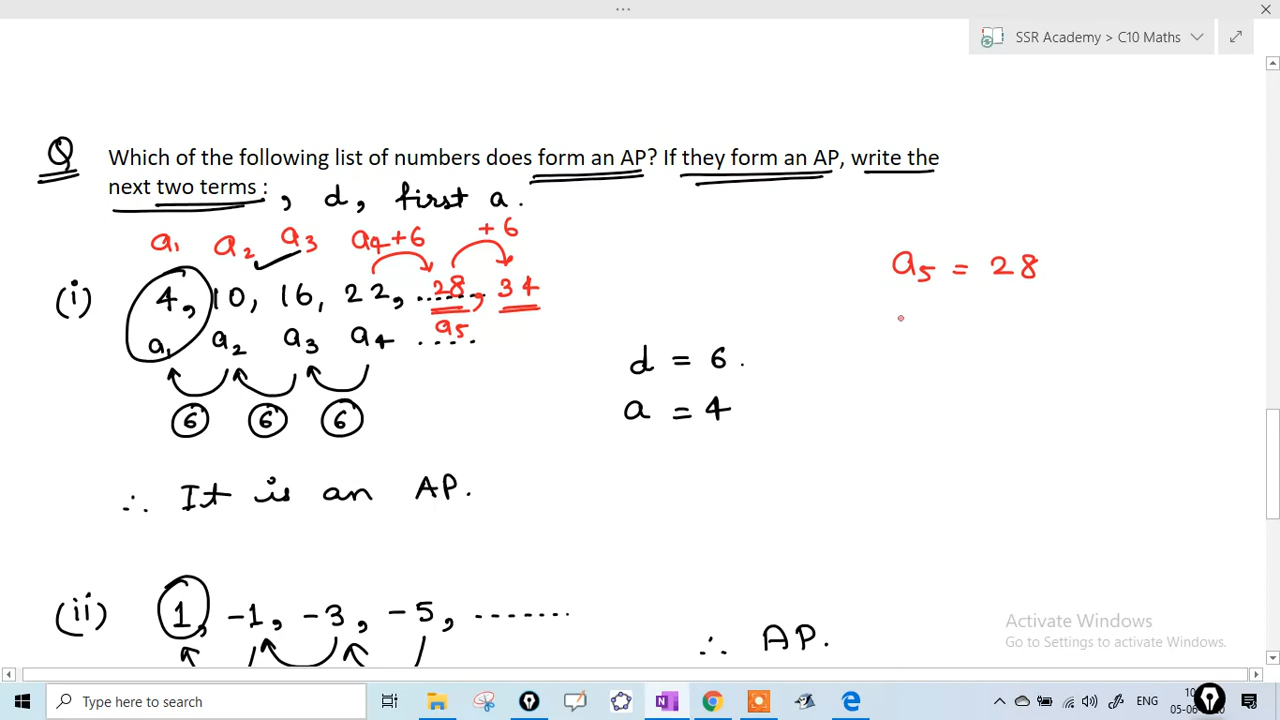 SSR Academy > C10 Maths
Q Which of the following list of numbers does form an AP? If they form an AP, write the
next two terms : , d, first a.
a₁ a₂ a₃ a₄+6 +6
a₅ = 28
(i) 4, 10, 16, 22, ........ 28, 34
a₁ a₂ a₃ a₄ .... a₅
d = 6.
6 6 6
a = 4
∴ It is an AP.
(ii) 1, -1, -3, -5, ........
∴ AP.
Activate Windows
Go to Settings to activate Windows.
Type here to search
ENG